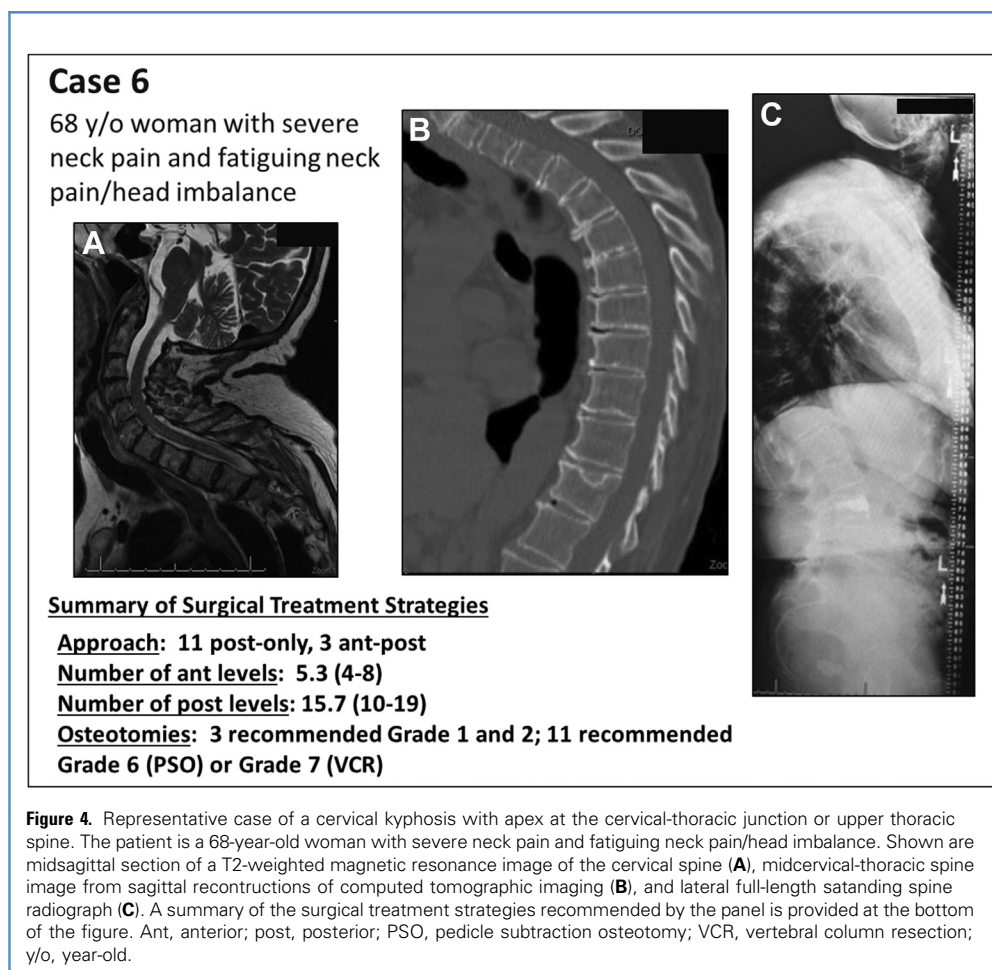 Case 6
68 y/o woman with severe
neck pain and fatiguing neck
pain/head imbalance
A
B
C
DC
L
Zoom
Zoo
L
Summary of Surgical Treatment Strategies
Approach: 11 post-only, 3 ant-post
Number of ant levels: 5.3 (4-8)
Number of post levels: 15.7 (10-19)
Osteotomies: 3 recommended Grade 1 and 2; 11 recommended
Grade 6 (PSO) or Grade 7 (VCR)
Figure 4. Representative case of a cervical kyphosis with apex at the cervical-thoracic junction or upper thoracic
spine. The patient is a 68-year-old woman with severe neck pain and fatiguing neck pain/head imbalance. Shown are
midsagittal section of a T2-weighted magnetic resonance image of the cervical spine (A), midcervical-thoracic spine
image from sagittal recontructions of computed tomographic imaging (B), and lateral full-length satanding spine
radiograph (C). A summary of the surgical treatment strategies recommended by the panel is provided at the bottom
of the figure. Ant, anterior; post, posterior; PSO, pedicle subtraction osteotomy; VCR, vertebral column resection;
y/o, year-old.